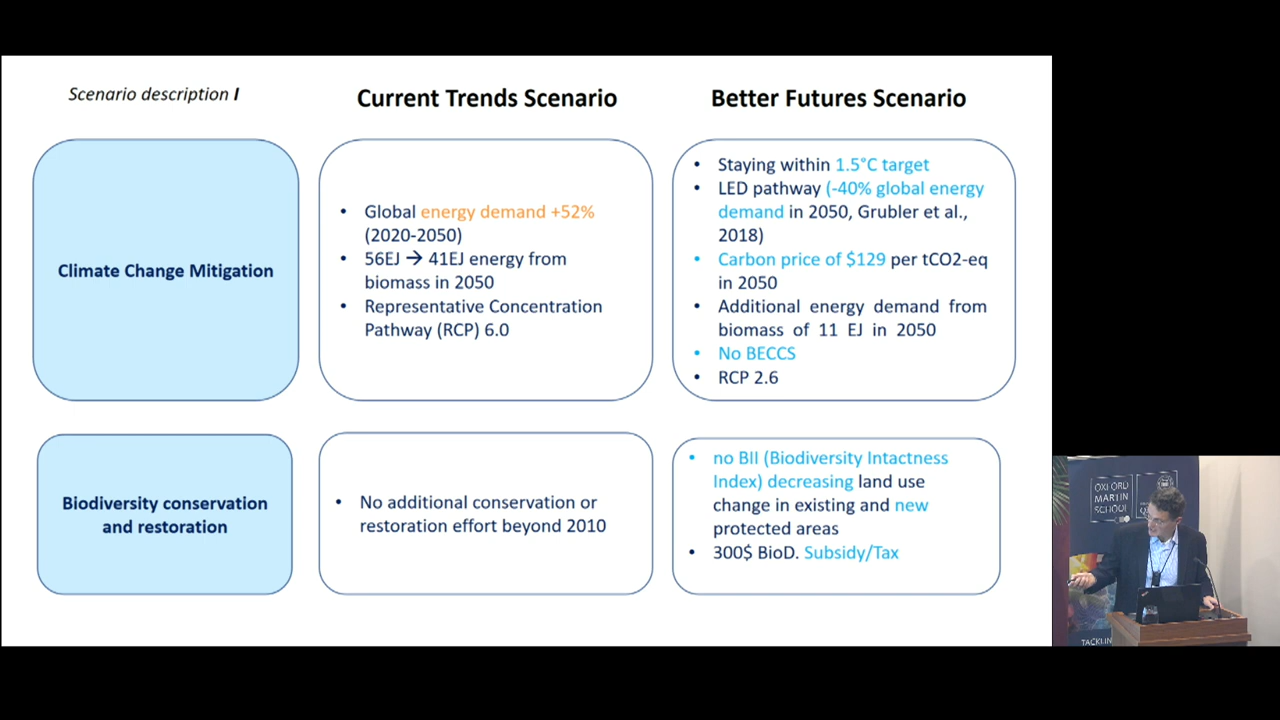 Scenario description I
Current Trends Scenario
Better Futures Scenario
Climate Change Mitigation
• Global energy demand +52%
(2020-2050)
• 56EJ → 41EJ energy from
biomass in 2050
• Representative Concentration
Pathway (RCP) 6.0
• Staying within 1.5°C target
• LED pathway (-40% global energy
demand in 2050, Grubler et al.,
2018)
• Carbon price of $129 per tCO2-eq
in 2050
• Additional energy demand from
biomass of 11 EJ in 2050
• No BECCS
• RCP 2.6
Biodiversity conservation
and restoration
• No additional conservation or
restoration effort beyond 2010
• no BII (Biodiversity Intactness
Index) decreasing land use
change in existing and new
protected areas
• 300$ BioD. Subsidy/Tax
OXFORD
MARTIN
SCHOOL
TACKLIN